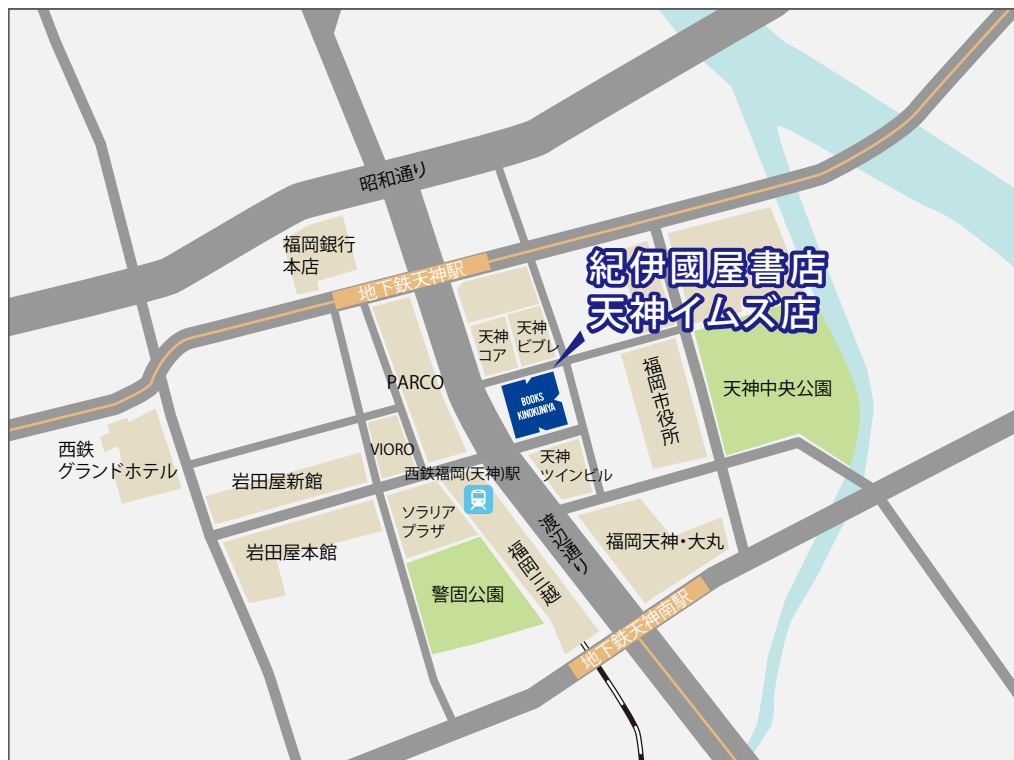 昭和通り
福岡銀行
本店
地下鉄天神駅
紀伊國屋書店
天神イムズ店
天神
コア
天神
ビブレ
PARCO
BOOKS
KINOKUNIYA
福岡市役所
天神中央公園
西鉄
グランドホテル
VIORO
岩田屋新館
西鉄福岡(天神)駅
天神
ツインビル
ソラリア
プラザ
渡辺通り
福岡天神・大丸
岩田屋本館
福岡三越
警固公園
地下鉄天神南駅